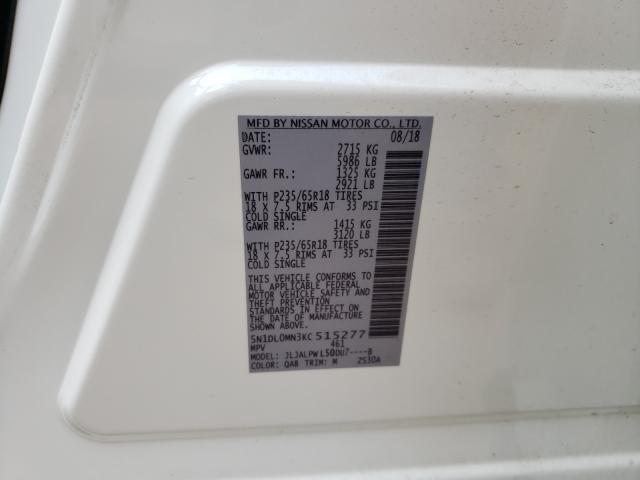 MFD BY NISSAN MOTOR CO., LTD.
DATE: 08/18
GVWR: 2715 KG
5986 LB
GAWR FR.: 1325 KG
2921 LB
WITH P235/65R18 TIRES
18 X 7.5 RIMS AT 33 PSI
COLD SINGLE
GAWR RR.: 1415 KG
3120 LB
WITH P235/65R18 TIRES
18 X 7.5 RIMS AT 33 PSI
COLD SINGLE
THIS VEHICLE CONFORMS TO
ALL APPLICABLE FEDERAL
MOTOR VEHICLE SAFETY AND
THEFT PREVENTION
STANDARDS IN EFFECT ON
THE DATE OF MANUFACTURE
SHOWN ABOVE.
5N1DL0MN3KC515277
MPV 461
MODEL: JLJALPWL50DU7----B
COLOR: QAB TRIM: M 2S30A